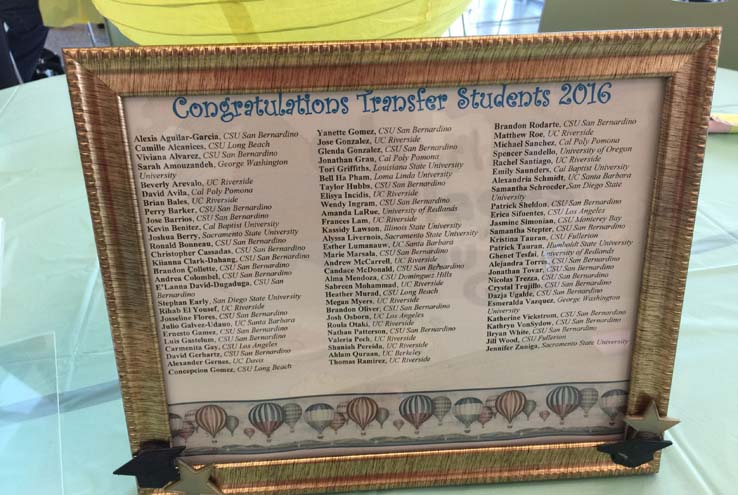 Congratulations Transfer Students 2016
Alexis Aguilar-Garcia, CSU San Bernardino
Camille Alcanices, CSU Long Beach
Viviana Alvarez, CSU San Bernardino
Sarah Amouzandeh, George Washington
University
Beverly Arevalo, UC Riverside
David Avila, Cal Poly Pomona
Brian Bales, UC Riverside
Perry Barker, CSU San Bernardino
Jose Barrios, CSU San Bernardino
Kevin Benitez, Cal Baptist University
Joshua Berry, Sacramento State University
Ronald Bonneau, CSU San Bernardino
Christopher Cassadas, CSU San Bernardino
Kiianna Clark-Dahang, CSU San Bernardino
Brandon Collette, CSU San Bernardino
Andrea Colombel, CSU San Bernardino
E'Lanna David-Dugaduga, CSU San
Bernardino
Stephan Early, San Diego State University
Rihab El Yousef, UC Riverside
Josseline Flores, CSU San Bernardino
Julio Galvez-Udauo, UC Santa Barbara
Ernesto Gamez, CSU San Bernardino
Luis Gastelum, CSU San Bernardino
Carmenita Gay, CSU Los Angeles
David Gerhartz, CSU San Bernardino
Alexander Gernes, UC Davis
Concepcion Gomez, CSU Long Beach
Yanette Gomez, CSU San Bernardino
Jose Gonzalez, UC Riverside
Glenda Gonzalez, CSU San Bernardino
Jonathan Grau, Cal Poly Pomona
Tori Griffiths, Louisiana State University
Bell Ha Pham, Loma Linda University
Taylor Hubbs, CSU San Bernardino
Elisya Incidis, UC Riverside
Wendy Ingram, CSU San Bernardino
Amanda LaRue, University of Redlands
Frances Lam, UC Riverside
Kassidy Lawson, Illinois State University
Alyssa Livernois, Sacramento State University
Esther Lumanauw, UC Santa Barbara
Marie Marsala, CSU San Bernardino
Andrew McCarrell, UC Riverside
Candace McDonald, CSU San Bernardino
Alma Mendoza, CSU Dominguez Hills
Sabreen Mohammad, UC Riverside
Heather Murad, CSU Long Beach
Megan Myers, UC Riverside
Brandon Oliver, CSU San Bernardino
Josh Osborn, UC Los Angeles
Roula Otaki, UC Riverside
Nathan Patterson, CSU San Bernardino
Valeria Pech, UC Riverside
Shaniah Pereida, UC Riverside
Ahlam Quraan, UC Berkeley
Thomas Ramirez, UC Riverside
Brandon Rodarte, CSU San Bernardino
Matthew Roe, UC Riverside
Michael Sanchez, Cal Poly Pomona
Spencer Sandello, University of Oregon
Rachel Santiago, UC Riverside
Emily Saunders, Cal Baptist University
Alexandria Schmidt, UC Santa Barbara
Samantha Schroeder, San Diego State
University
Patrick Sheldon, CSU San Bernardino
Erica Sifuentes, CSU Los Angeles
Jasmine Simonian, CSU Monterey Bay
Samantha Stepter, CSU San Bernardino
Kristina Tauran, CSU Fullerton
Patrick Tauran, Humboldt State University
Ghenet Tesfai, University of Redlands
Alejandra Torres, CSU San Bernardino
Jonathan Tovar, CSU San Bernardino
Nicolas Trezza, CSU San Bernardino
Crystal Trujillo, CSU San Bernardino
Dazja Ugalde, CSU San Bernardino
Esmeralda Vazquez, George Washington
University
Katherine Vickstrom, CSU San Bernardino
Kathryn VonSydow, CSU San Bernardino
Bryan White, CSU San Bernardino
Jill Wood, CSU Fullerton
Jennifer Zuniga, Sacramento State University